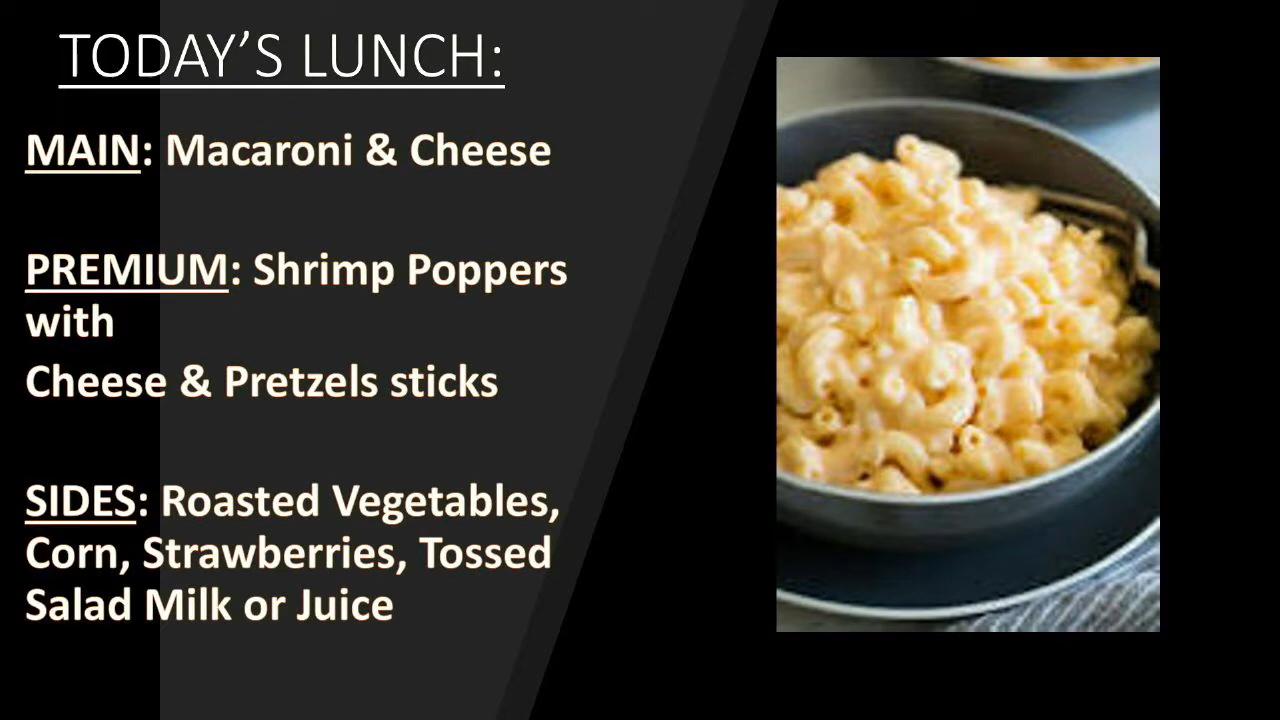 TODAY’S LUNCH:
MAIN: Macaroni & Cheese
PREMIUM: Shrimp Poppers
with
Cheese & Pretzels sticks
SIDES: Roasted Vegetables,
Corn, Strawberries, Tossed
Salad Milk or Juice